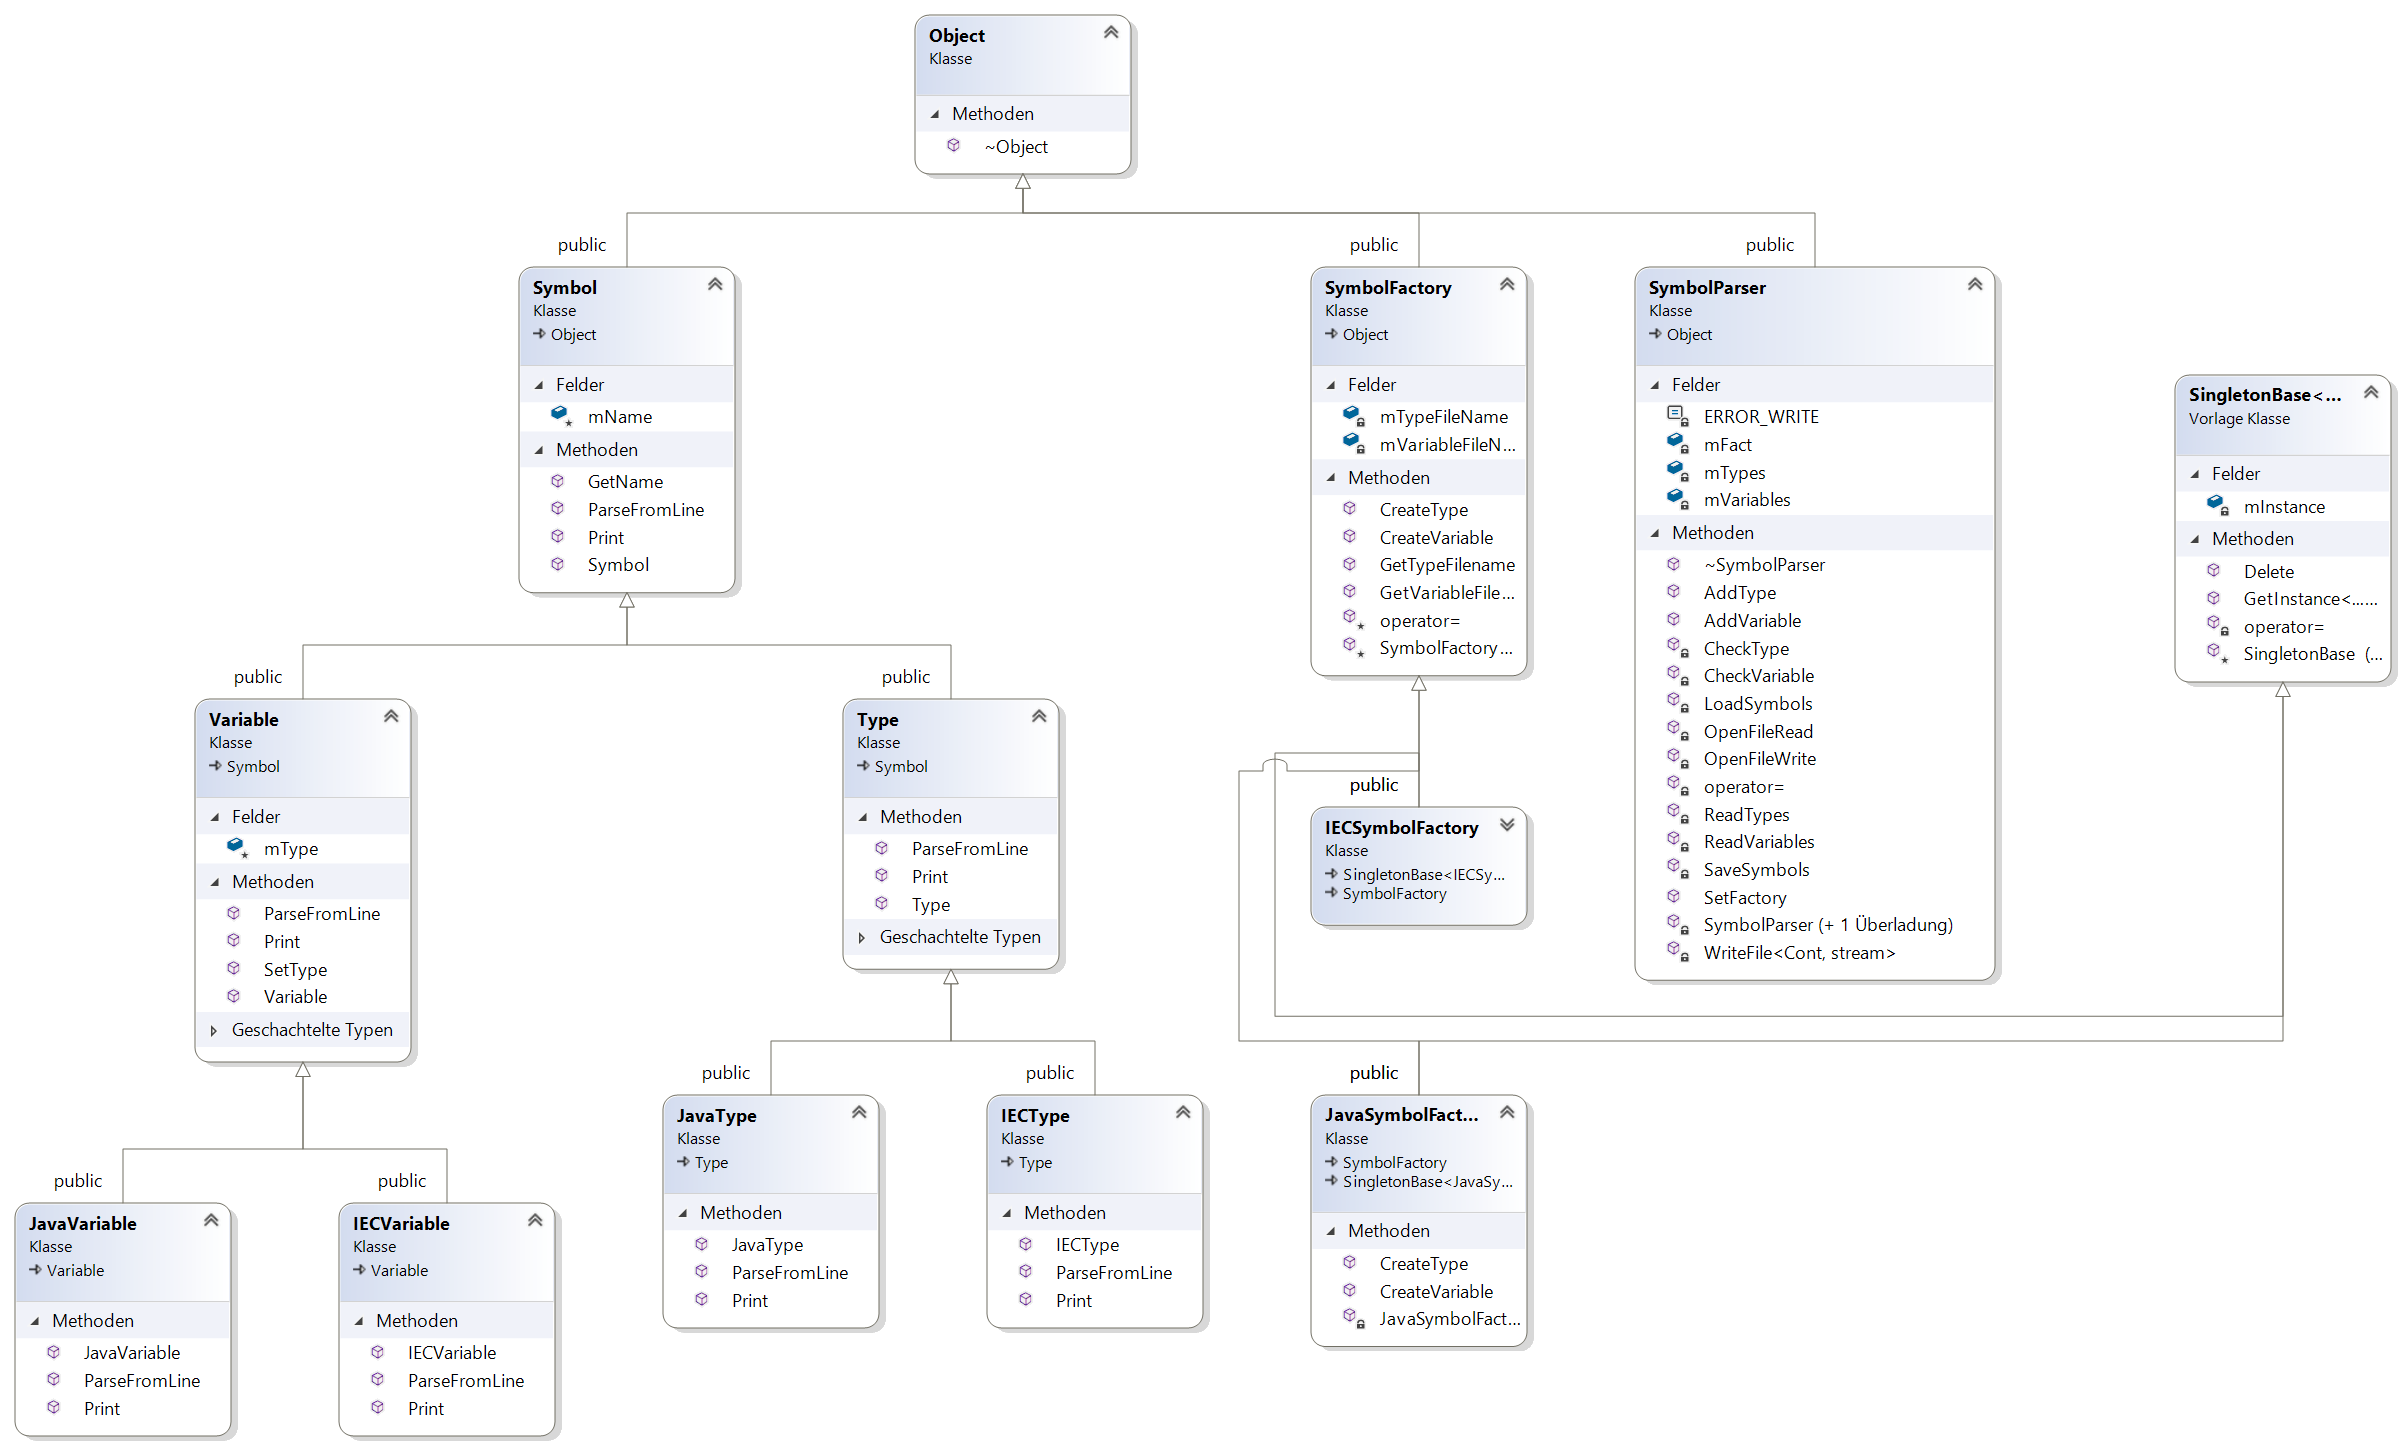 Object
Klasse
Methoden
~Object
public
public
public
Symbol
Klasse
Object
Felder
mName
Methoden
GetName
ParseFromLine
Print
Symbol
SymbolFactory
Klasse
Object
Felder
mTypeFileName
mVariableFileN...
Methoden
CreateType
CreateVariable
GetTypeFilename
GetVariableFile...
operator=
SymbolFactory...
SymbolParser
Klasse
Object
Felder
ERROR_WRITE
mFact
mTypes
mVariables
Methoden
~SymbolParser
AddType
AddVariable
CheckType
CheckVariable
LoadSymbols
OpenFileRead
OpenFileWrite
operator=
ReadTypes
ReadVariables
SaveSymbols
SetFactory
SymbolParser (+ 1 Überladung)
WriteFile<Cont, stream>
SingletonBase<...
Vorlage Klasse
Felder
mInstance
Methoden
Delete
GetInstance<......
operator=
SingletonBase (...
public
public
Variable
Klasse
Symbol
Felder
mType
Methoden
ParseFromLine
Print
SetType
Variable
Geschachtelte Typen
Type
Klasse
Symbol
Methoden
ParseFromLine
Print
Type
Geschachtelte Typen
public
IECSymbolFactory
Klasse
SingletonBase<IECSy...
SymbolFactory
public
public
public
JavaType
Klasse
Type
Methoden
JavaType
ParseFromLine
Print
IECType
Klasse
Type
Methoden
IECType
ParseFromLine
Print
JavaSymbolFact...
Klasse
SymbolFactory
SingletonBase<JavaSy...
Methoden
CreateType
CreateVariable
JavaSymbolFact...
public
public
JavaVariable
Klasse
Variable
Methoden
JavaVariable
ParseFromLine
Print
IECVariable
Klasse
Variable
Methoden
IECVariable
ParseFromLine
Print